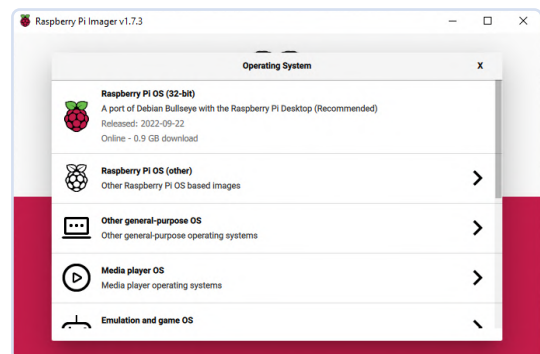 Raspberry Pi Imager v1.7.3
Operating System
X
Raspberry Pi OS (32-bit)
A port of Debian Bullseye with the Raspberry Pi Desktop (Recommended)
Released: 2022-09-22
Online - 0.9 GB download
Raspberry Pi OS (other)
Other Raspberry Pi OS based images
Other general-purpose OS
Other general-purpose operating systems
Media player OS
Media player operating systems
Emulation and game OS